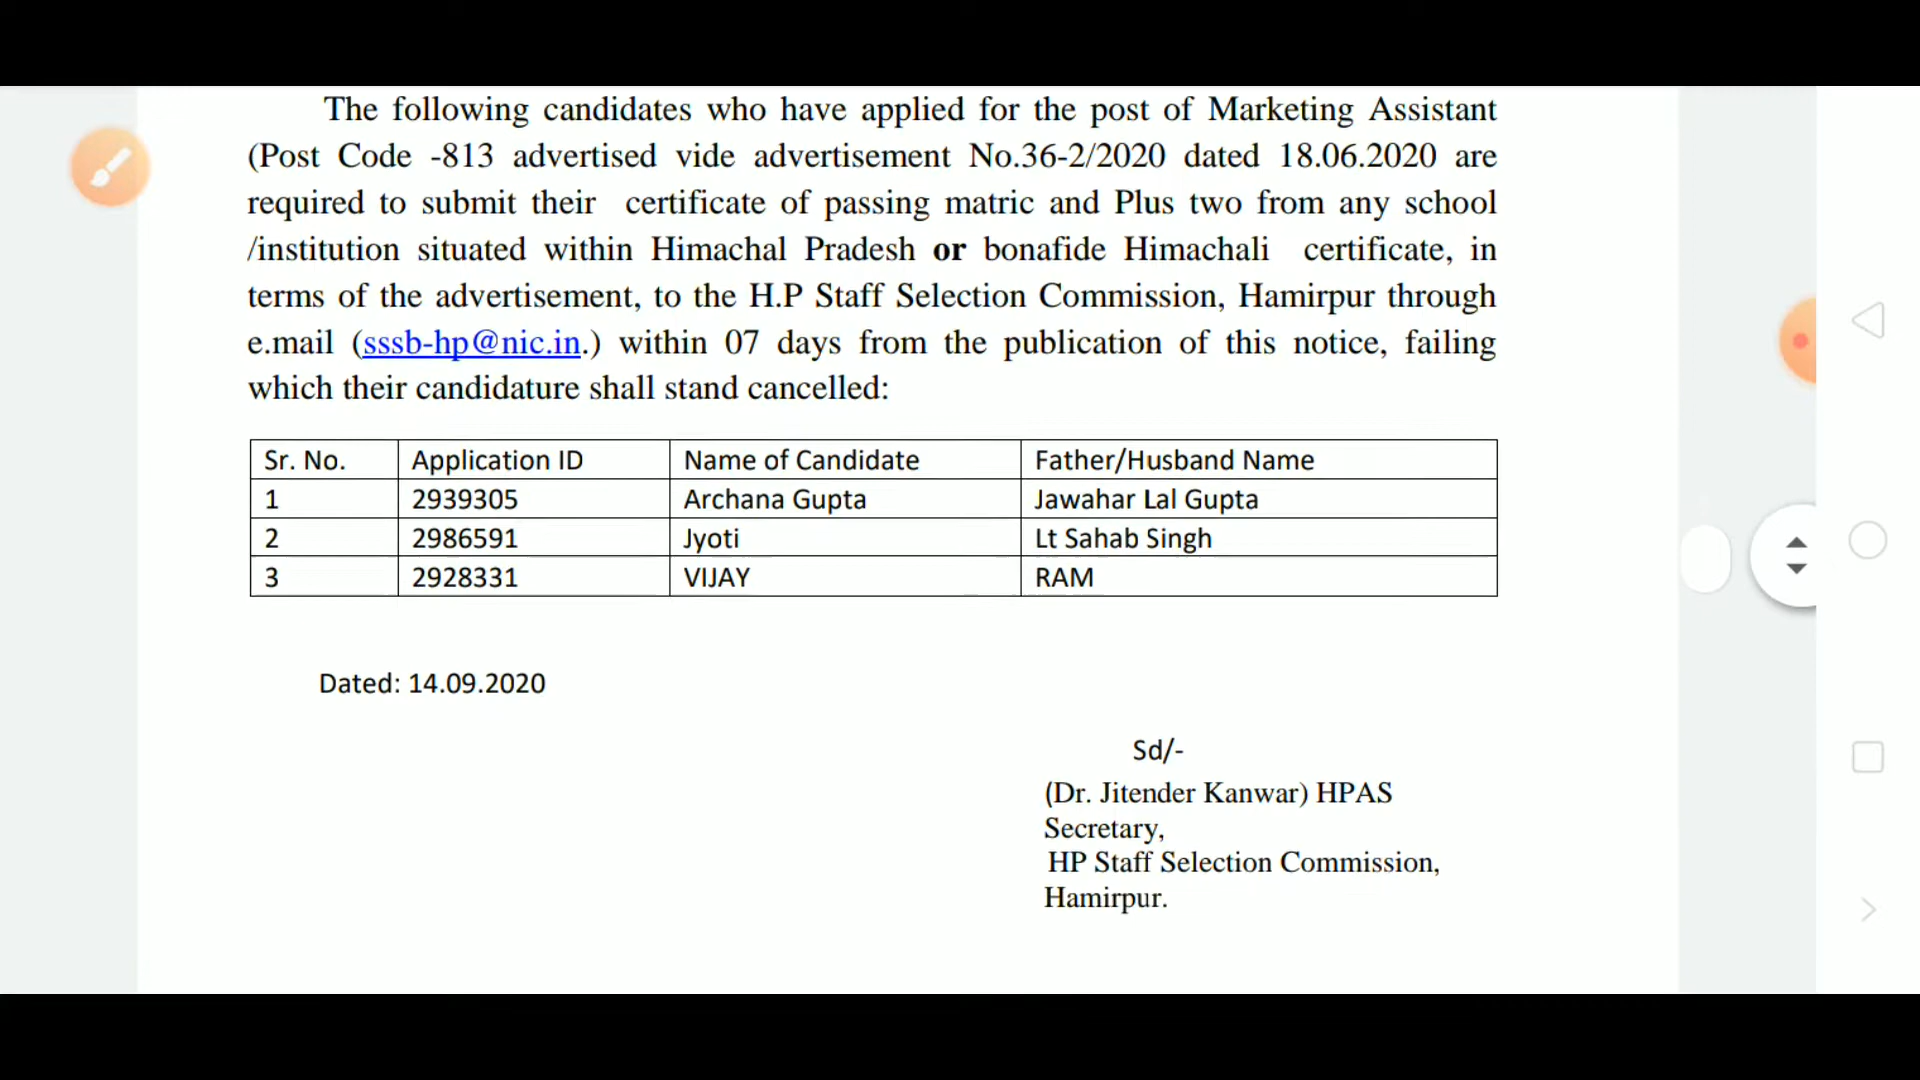 The following candidates who have applied for the post of Marketing Assistant
(Post Code -813 advertised vide advertisement No.36-2/2020 dated 18.06.2020 are
required to submit their certificate of passing matric and Plus two from any school
/institution situated within Himachal Pradesh or bonafide Himachali certificate, in
terms of the advertisement, to the H.P Staff Selection Commission, Hamirpur through
e.mail (sssb-hp@nic.in.) within 07 days from the publication of this notice, failing
which their candidature shall stand cancelled:
Sr. No. Application ID Name of Candidate Father/Husband Name
1 2939305 Archana Gupta Jawahar Lal Gupta
2 2986591 Jyoti Lt Sahab Singh
3 2928331 VIJAY RAM
Dated: 14.09.2020
Sd/-
(Dr. Jitender Kanwar) HPAS
Secretary,
HP Staff Selection Commission,
Hamirpur.